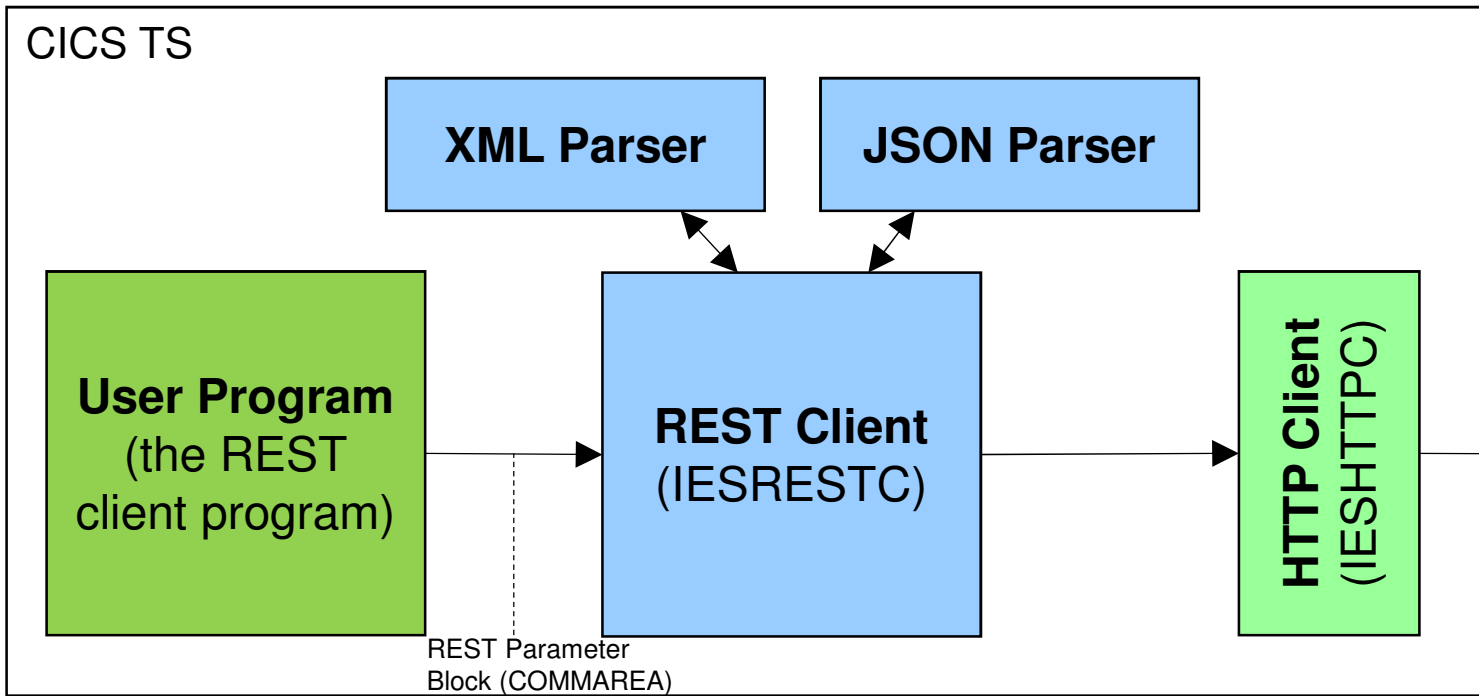 CICS TS
XML Parser
JSON Parser
User Program
(the REST
client program)
REST Client
(IESRESTC)
HTTP Client
(IESHTTPC)
REST Parameter
Block (COMMAREA)